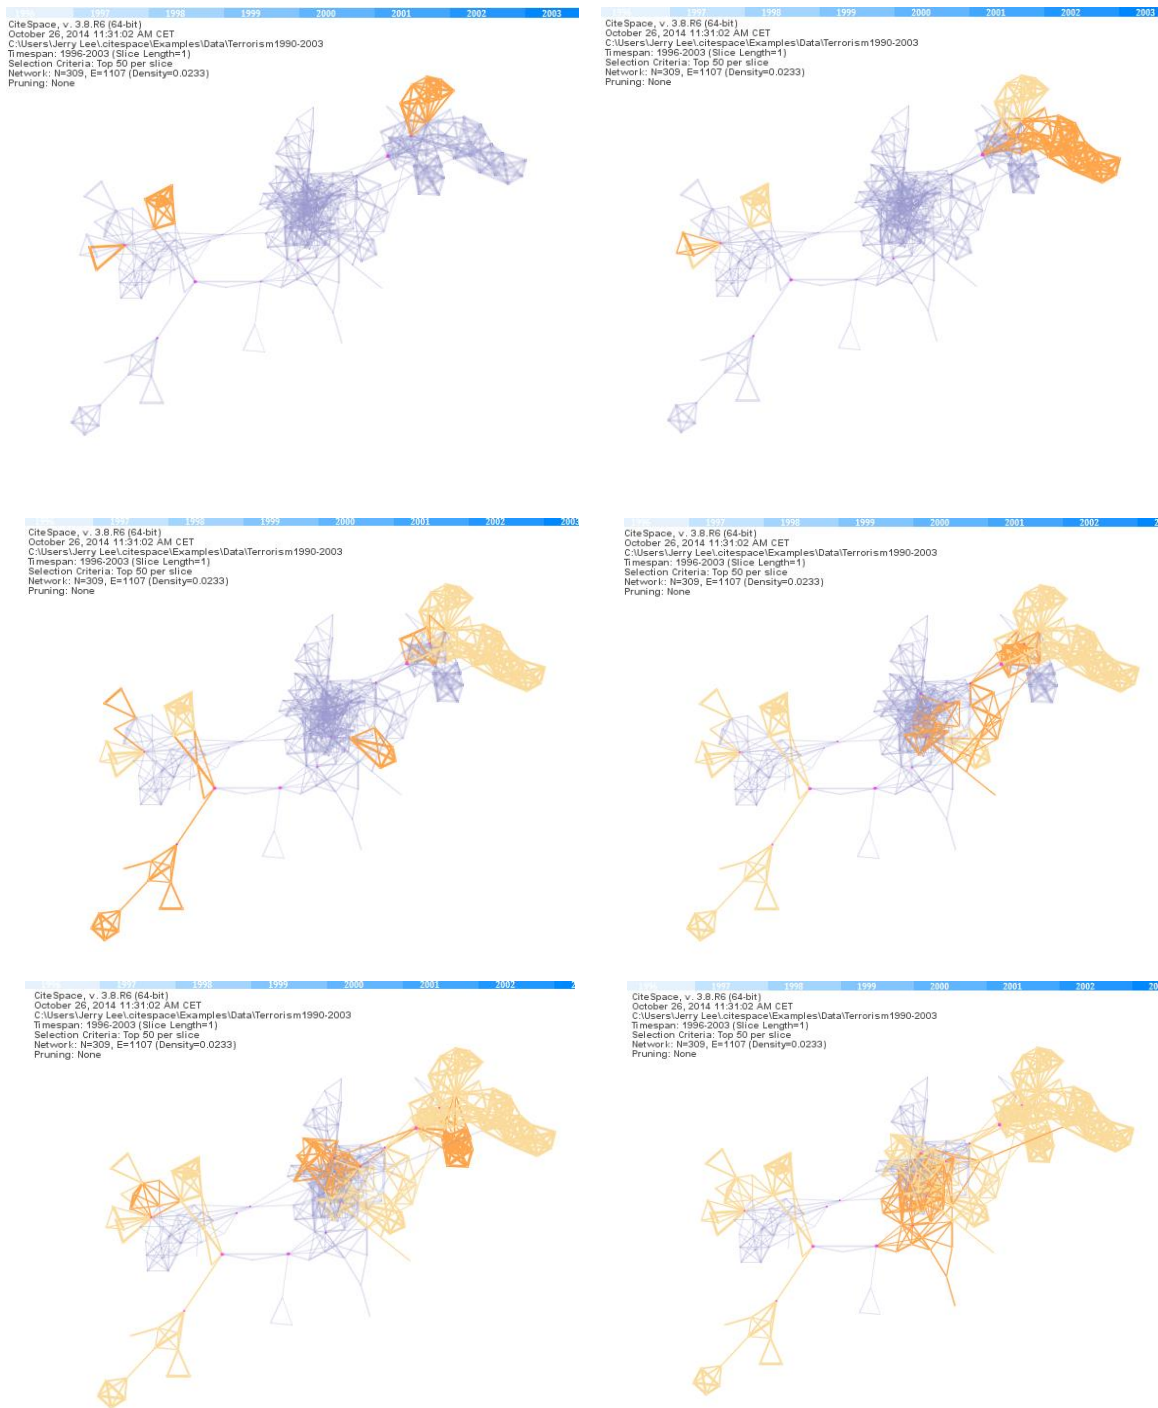 1996 1997 1998 1999 2000 2001 2002 2003
CiteSpace, v. 3.8.R6 (64-bit)
October 26, 2014 11:31:02 AM CET
C:\Users\Jerry Lee\.citespace\Examples\Data\Terrorism1990-2003
Timespan: 1996-2003 (Slice Length=1)
Selection Criteria: Top 50 per slice
Network: N=309, E=1107 (Density=0.0233)
Pruning: None
1996 1997 1998 1999 2000 2001 2002 2003
CiteSpace, v. 3.8.R6 (64-bit)
October 26, 2014 11:31:02 AM CET
C:\Users\Jerry Lee\.citespace\Examples\Data\Terrorism1990-2003
Timespan: 1996-2003 (Slice Length=1)
Selection Criteria: Top 50 per slice
Network: N=309, E=1107 (Density=0.0233)
Pruning: None
1996 1997 1998 1999 2000 2001 2002
CiteSpace, v. 3.8.R6 (64-bit)
October 26, 2014 11:31:02 AM CET
C:\Users\Jerry Lee\.citespace\Examples\Data\Terrorism1990-2003
Timespan: 1996-2003 (Slice Length=1)
Selection Criteria: Top 50 per slice
Network: N=309, E=1107 (Density=0.0233)
Pruning: None
1996 1997 1998 1999 2000 2001 2002
CiteSpace, v. 3.8.R6 (64-bit)
October 26, 2014 11:31:02 AM CET
C:\Users\Jerry Lee\.citespace\Examples\Data\Terrorism1990-2003
Timespan: 1996-2003 (Slice Length=1)
Selection Criteria: Top 50 per slice
Network: N=309, E=1107 (Density=0.0233)
Pruning: None
1997 1998 1999 2000 2001 2002
CiteSpace, v. 3.8.R6 (64-bit)
October 26, 2014 11:31:02 AM CET
C:\Users\Jerry Lee\.citespace\Examples\Data\Terrorism1990-2003
Timespan: 1996-2003 (Slice Length=1)
Selection Criteria: Top 50 per slice
Network: N=309, E=1107 (Density=0.0233)
Pruning: None
1996 1997 1998 1999 2000 2001 2002
CiteSpace, v. 3.8.R6 (64-bit)
October 26, 2014 11:31:02 AM CET
C:\Users\Jerry Lee\.citespace\Examples\Data\Terrorism1990-2003
Timespan: 1996-2003 (Slice Length=1)
Selection Criteria: Top 50 per slice
Network: N=309, E=1107 (Density=0.0233)
Pruning: None